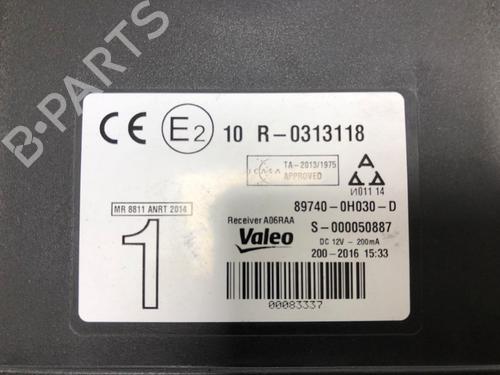 B-PARTS
CE E2 10 R-0313118
ICASA TA-2013/1975
APPROVED
И011 14
MR 8811 ANRT 2014
89740-0H030-D
1
Receiver A06RAA
S-000050887
Valeo
DC 12V - 200mA
200-2016 15:33
00083337